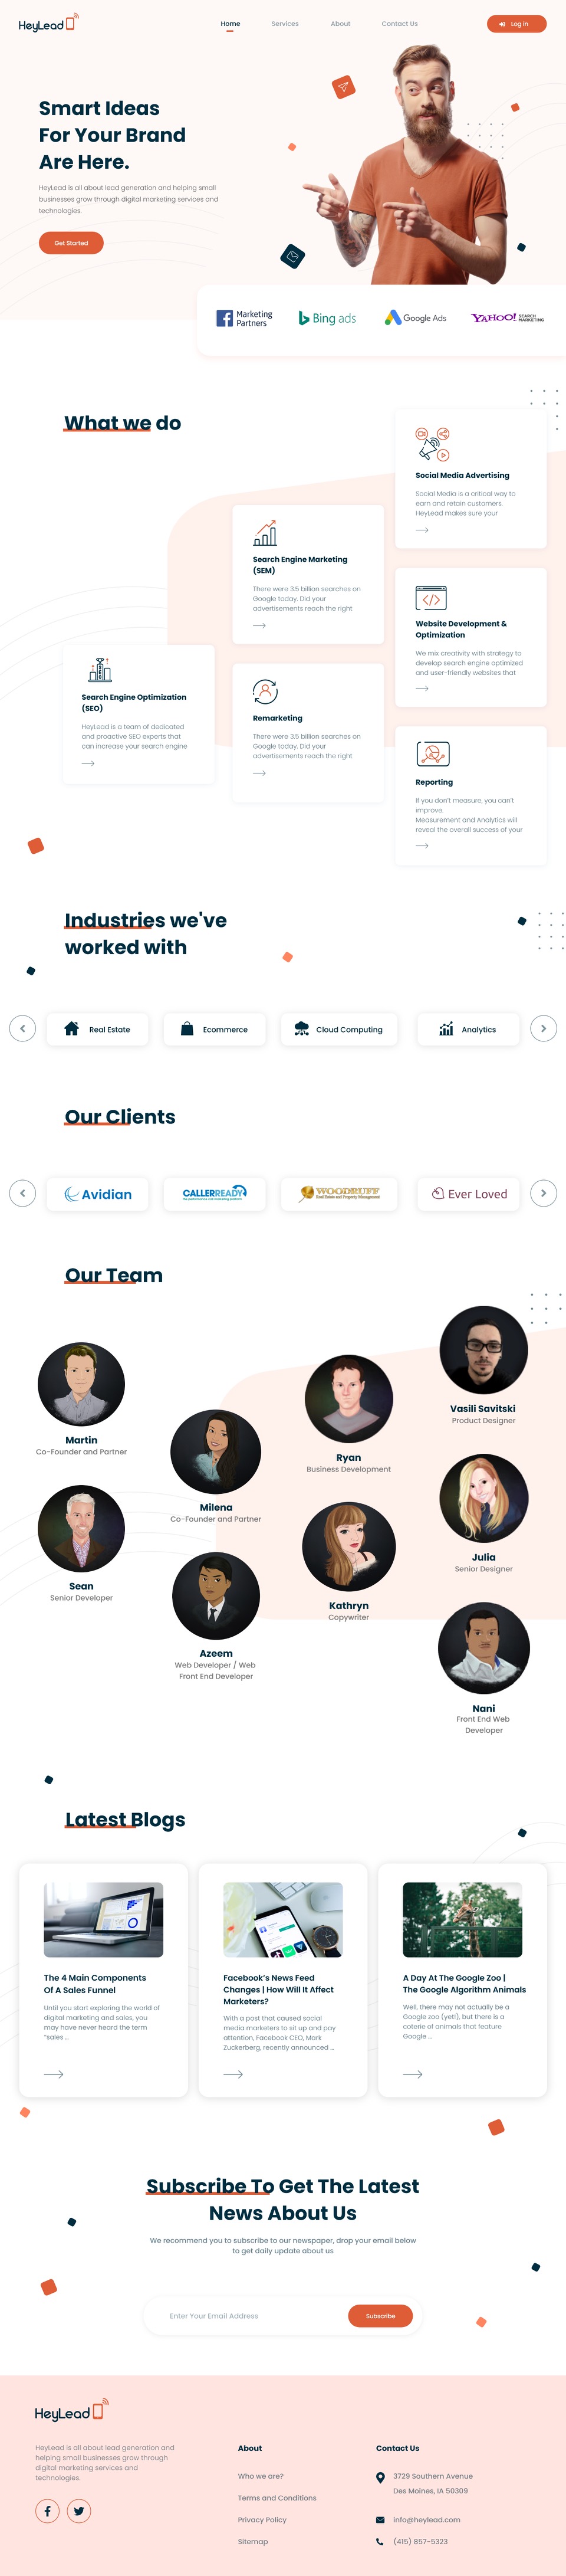 HeyLead
Home
Services
About
Contact Us
Log In
Smart Ideas
For Your Brand
Are Here.
HeyLead is all about lead generation and helping small
businesses grow through digital marketing services and
technologies.
Get Started
Marketing
Partners
Bing ads
Google Ads
YAHOO! SEARCH
MARKETING
What we do
Social Media Advertising
Social Media is a critical way to
earn and retain customers.
HeyLead makes sure your
Search Engine Marketing
(SEM)
There were 3.5 billion searches on
Google today. Did your
advertisements reach the right
Website Development &
Optimization
We mix creativity with strategy to
develop search engine optimized
and user-friendly websites that
Search Engine Optimization
(SEO)
HeyLead is a team of dedicated
and proactive SEO experts that
can increase your search engine
Remarketing
There were 3.5 billion searches on
Google today. Did your
advertisements reach the right
Reporting
If you don't measure, you can't
improve.
Measurement and Analytics will
reveal the overall success of your
Industries we've
worked with
Real Estate
Ecommerce
Cloud Computing
Analytics
Our Clients
Avidian
CALLERREADY
WOODRUFF
Real Estate and Property Management
Ever Loved
Our Team
Vasili Savitski
Product Designer
Martin
Co-Founder and Partner
Ryan
Business Development
Milena
Co-Founder and Partner
Julia
Senior Designer
Sean
Senior Developer
Kathryn
Copywriter
Azeem
Web Developer / Web
Front End Developer
Nani
Front End Web
Developer
Latest Blogs
The 4 Main Components
Of A Sales Funnel
Until you start exploring the world of
digital marketing and sales, you
may have never heard the term
"sales ...
Facebook's News Feed
Changes | How Will It Affect
Marketers?
With a post that caused social
media marketers to sit up and pay
attention, Facebook CEO, Mark
Zuckerberg, recently announced ...
A Day At The Google Zoo |
The Google Algorithm Animals
Well, there may not actually be a
Google zoo (yet!), but there is a
coterie of animals that feature
Google ...
Subscribe To Get The Latest
News About Us
We recommend you to subscribe to our newspaper, drop your email below
to get daily update about us
Enter Your Email Address
Subscribe
HeyLead
HeyLead is all about lead generation and
helping small businesses grow through
digital marketing services and
technologies.
About
Who we are?
Terms and Conditions
Privacy Policy
Sitemap
Contact Us
3729 Southern Avenue
Des Moines, IA 50309
info@heylead.com
(415) 857-5323